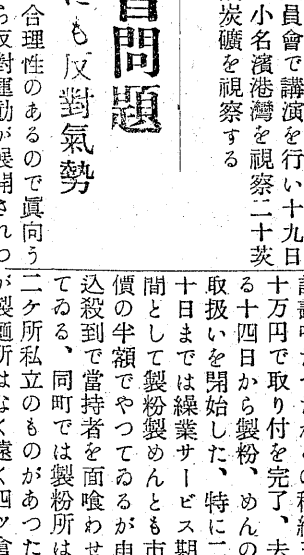 員會で講演を行い十九日
小名濱港灣を視察二十茨
炭礦を視察する
問題
にも反對氣勢
合理性のあるので眞向う
ら反對運動が展開されつ
十万円で取り付を完了、去
る十四日から製粉、めんの
取扱いを開始した、特に二
十日までは繰業サービス期
間として製粉製めんとも市
價の半額でやつてゐるが申
込殺到で當持者を面喰わせ
てゐる、同町では製粉所は
二ケ所私立のものがあつた
が製麺所はなく遠く四ツ倉